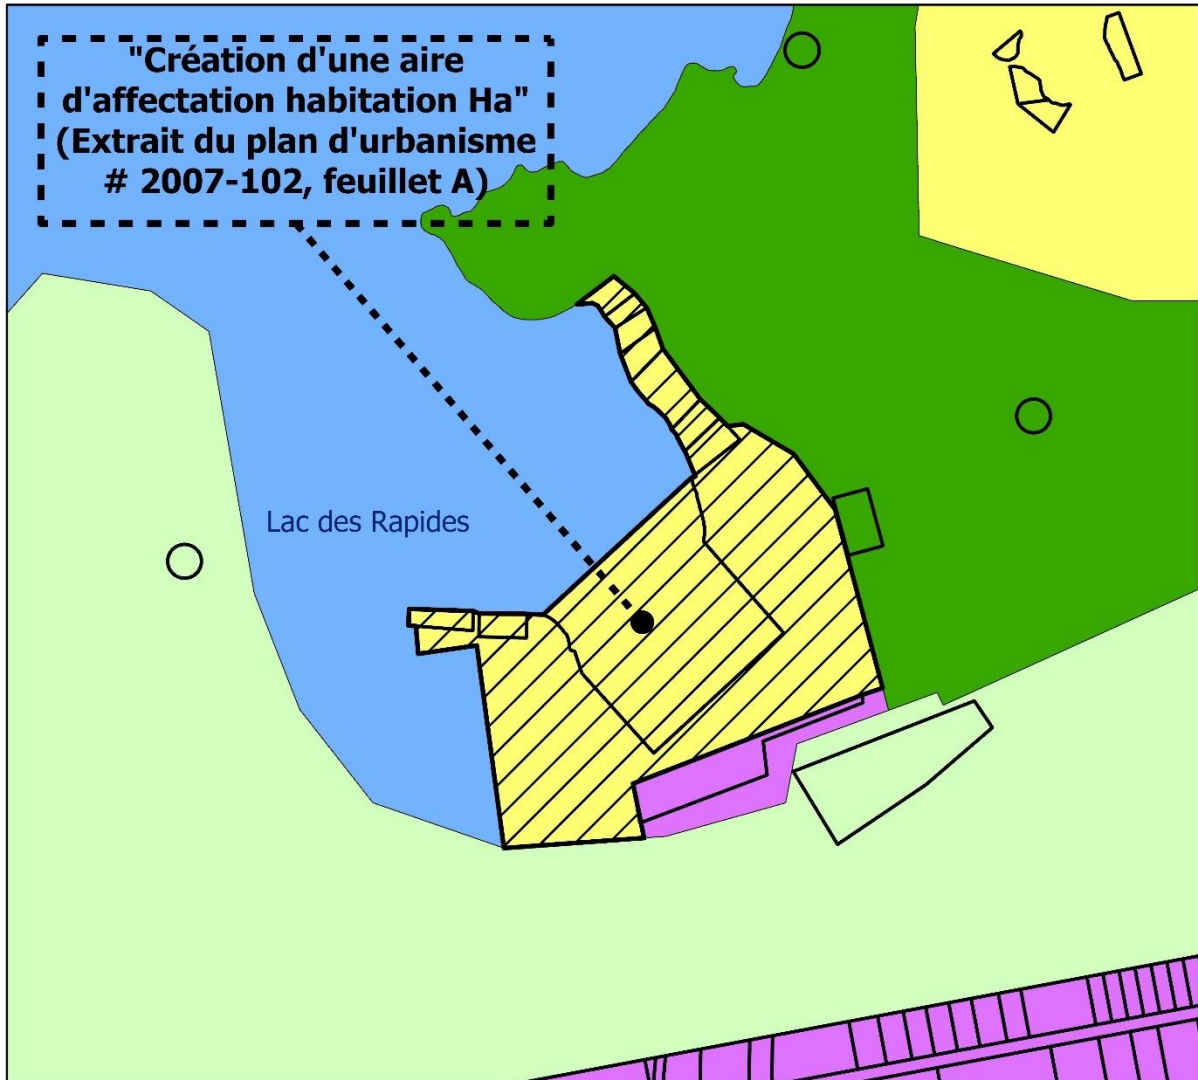 "Création d'une aire
d'affectation habitation Ha"
(Extrait du plan d'urbanisme
# 2007-102, feuillet A)
Lac des Rapides